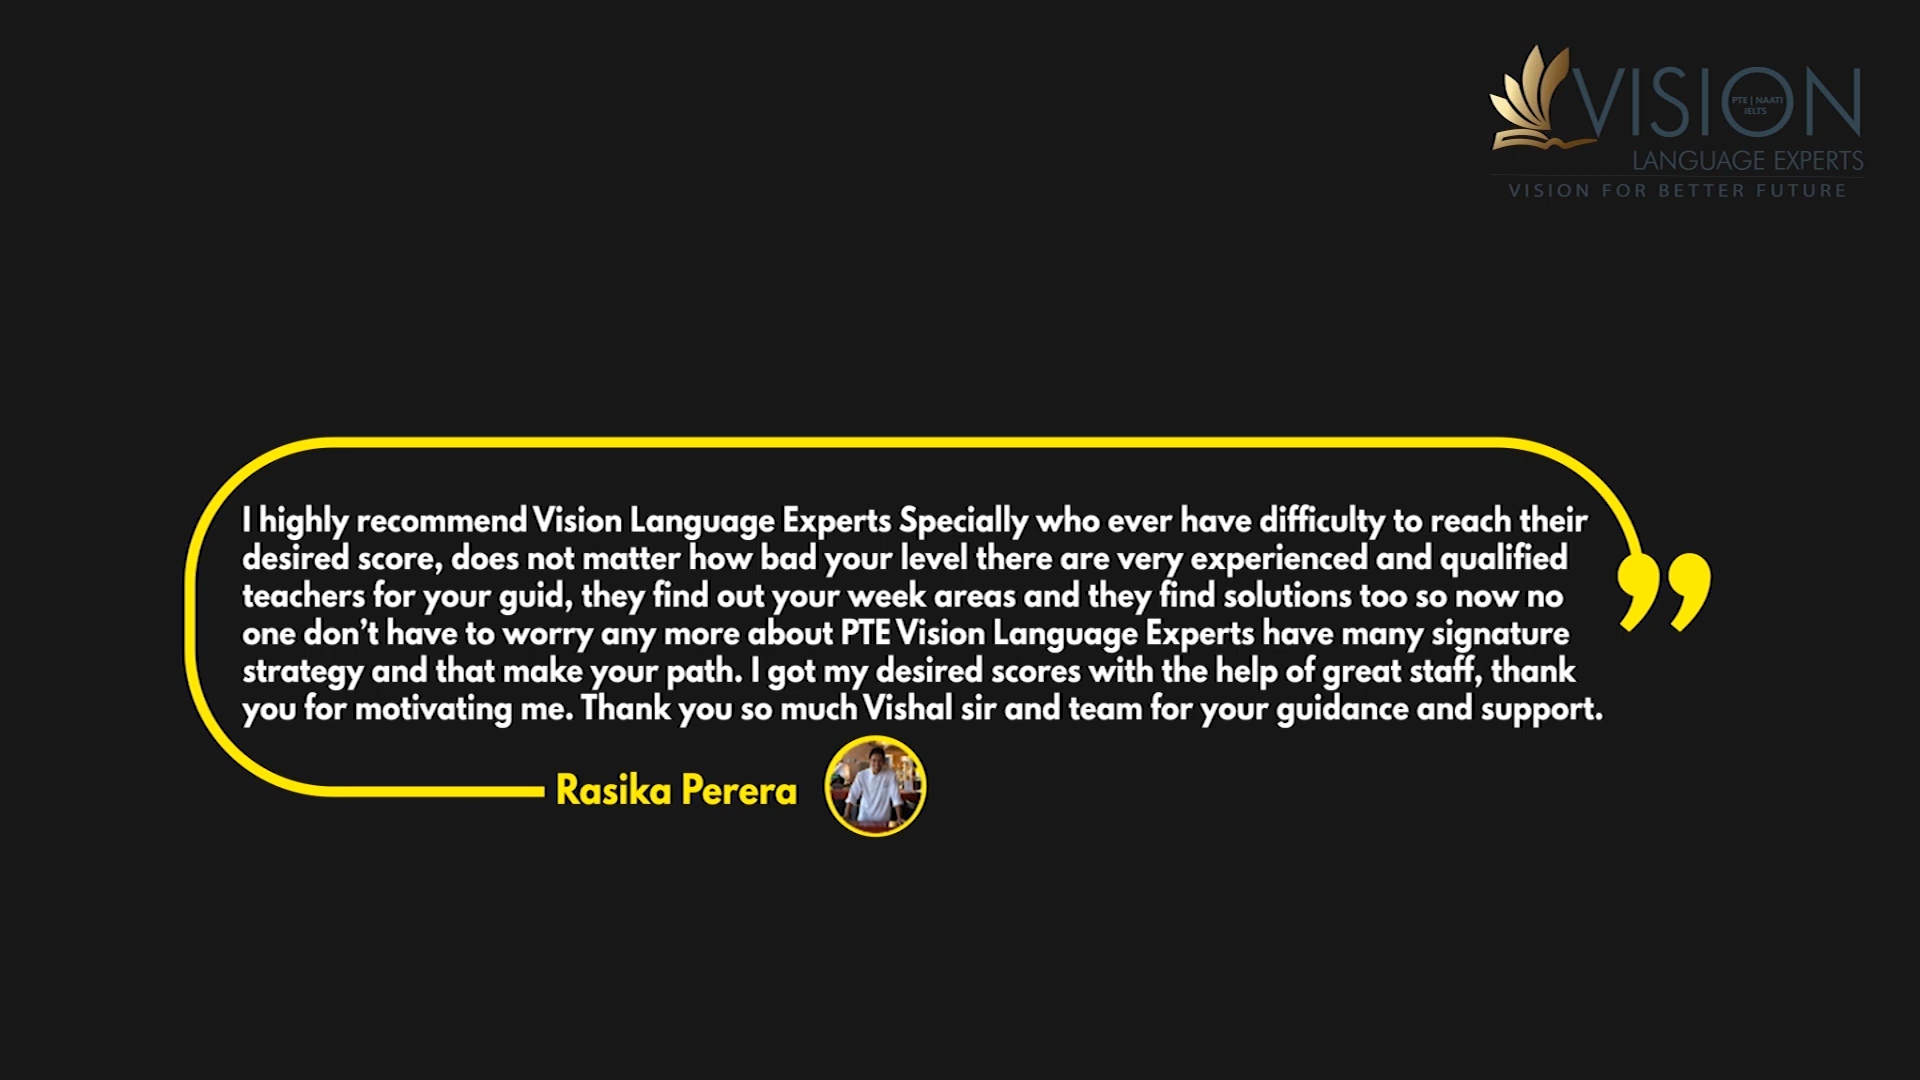 VISION
PTE | NAATI
IELTS
LANGUAGE EXPERTS
VISION FOR BETTER FUTURE
I highly recommend Vision Language Experts Specially who ever have difficulty to reach their
desired score, does not matter how bad your level there are very experienced and qualified
teachers for your guid, they find out your week areas and they find solutions too so now no
one don’t have to worry any more about PTE Vision Language Experts have many signature
strategy and that make your path. I got my desired scores with the help of great staff, thank
you for motivating me. Thank you so much Vishal sir and team for your guidance and support.
Rasika Perera